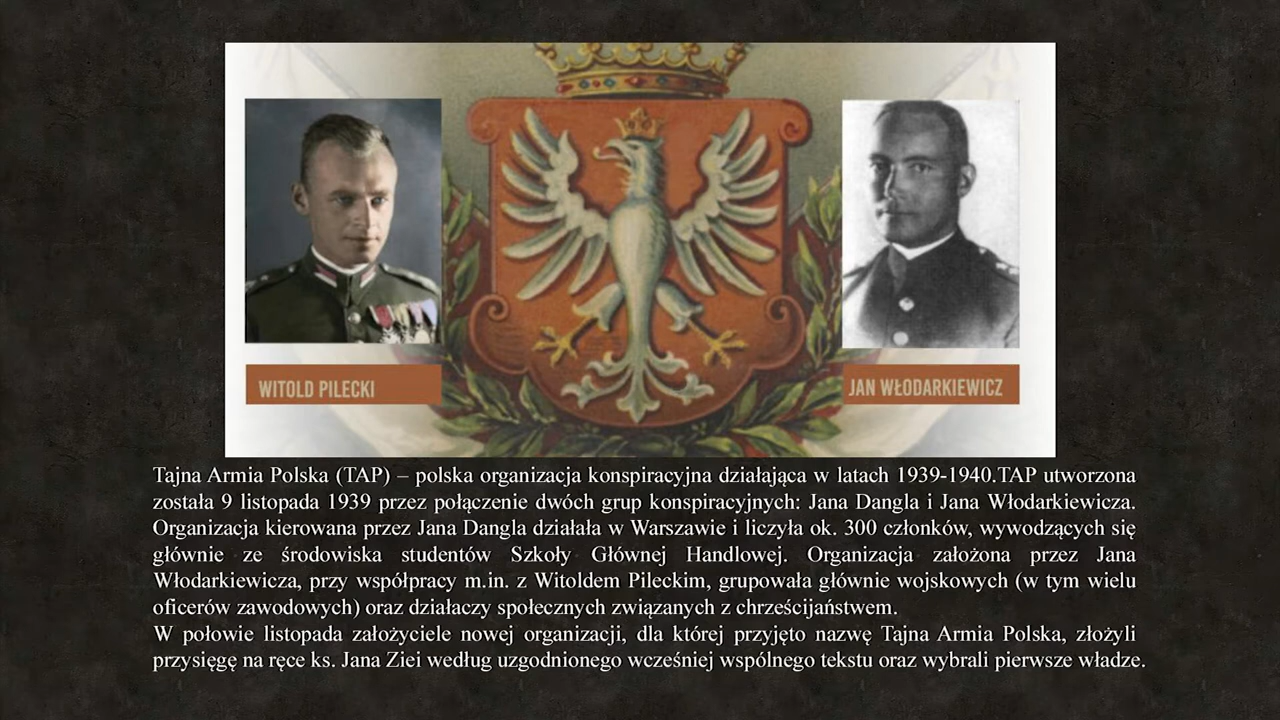 WITOLD PILECKI
JAN WŁODARKIEWICZ
Tajna Armia Polska (TAP) – polska organizacja konspiracyjna działająca w latach 1939-1940.TAP utworzona
została 9 listopada 1939 przez połączenie dwóch grup konspiracyjnych: Jana Dangla i Jana Włodarkiewicza.
Organizacja kierowana przez Jana Dangla działała w Warszawie i liczyła ok. 300 członków, wywodzących się
głównie ze środowiska studentów Szkoły Głównej Handlowej. Organizacja założona przez Jana
Włodarkiewicza, przy współpracy m.in. z Witoldem Pileckim, grupowała głównie wojskowych (w tym wielu
oficerów zawodowych) oraz działaczy społecznych związanych z chrześcijaństwem.
W połowie listopada założyciele nowej organizacji, dla której przyjęto nazwę Tajna Armia Polska, złożyli
przysięgę na ręce ks. Jana Ziei według uzgodnionego wcześniej wspólnego tekstu oraz wybrali pierwsze władze.